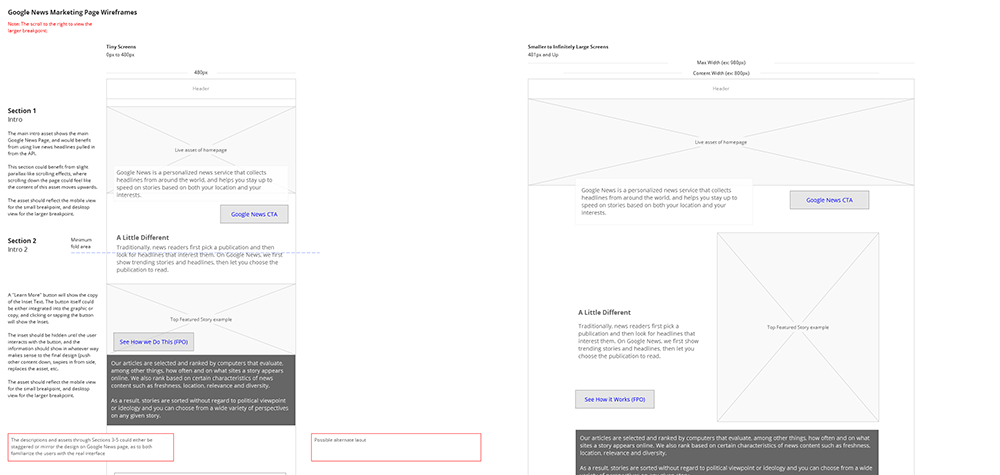 Google News Marketing Page Wireframes
Note: The scroll to the right to view the
larger breakpoint.
Tiny Screens
0px to 400px
480px
Header
Section 1
Intro
The main intro asset shows the main
Google News Page, and would benefit
from using live news headlines pulled in
from the API.
This section could benefit from slight
parallax-like scrolling effects, where
scrolling down the page could feel like
the content of this asset moves upwards.
The asset should reflect the mobile view
for the small breakpoint, and desktop
view for the larger breakpoint.
Live asset of homepage
Google News is a personalized news service that collects
headlines from around the world, and helps you stay up to
speed on stories based on both your location and your
interests.
Google News CTA
Section 2
Intro 2
Minimum
fold area
A Little Different
Traditionally, news readers first pick a publication and then
look for headlines that interest them. On Google News, we first
show trending stories and headlines, then let you choose the
publication to read.
A "Learn More" button will show the copy
of the Inset Text. The button itself could
be either integrated into the graphic or
copy, and clicking or tapping the button
will show the inset.
The inset should be hidden until the user
interacts with the button, and the
information should show in whatever way
makes sense to the final design (push
other content down, swpies in from-side,
replaces the asset, etc.
The asset should reflect the mobile view
for the small breakpoint, and desktop
view for the larger breakpoint.
Top Featured Story example
See How we Do This (FPO)
Our articles are selected and ranked by computers that evaluate,
among other things, how often and on what sites a story appears
online. We also rank based on certain characteristics of news
content such as freshness, location, relevance and diversity.
As a result, stories are sorted without regard to political viewpoint
or ideology and you can choose from a wide variety of perspectives
on any given story.
The descriptions and assets through Sections 3-5 could either be
staggered or mirror the design on Google News page, as to both
familiarize the users with the real interface
Possible alternate laout
Smaller to Infinitely Large Screens
401px and Up
Max Width (ex: 980px)
Content Width (ex: 800px)
Header
Live asset of homepage
Google News is a personalized news service that collects
headlines from around the world, and helps you stay up to
speed on stories based on both your location and your
interests.
Google News CTA
A Little Different
Traditionally, news readers first pick a
publication and then look for headlines that
interest them. On Google News, we first show
trending stories and headlines, then let you
choose the publication to read.
Top Featured Story example
See How it Works (FPO)
Our articles are selected and ranked by computers that evaluate, among other things, how often and on what
sites a story appears online. We also rank based on certain characteristics of news content such as freshness,
location, relevance and diversity.
As a result, stories are sorted without regard to political viewpoint or ideology and you can choose from a